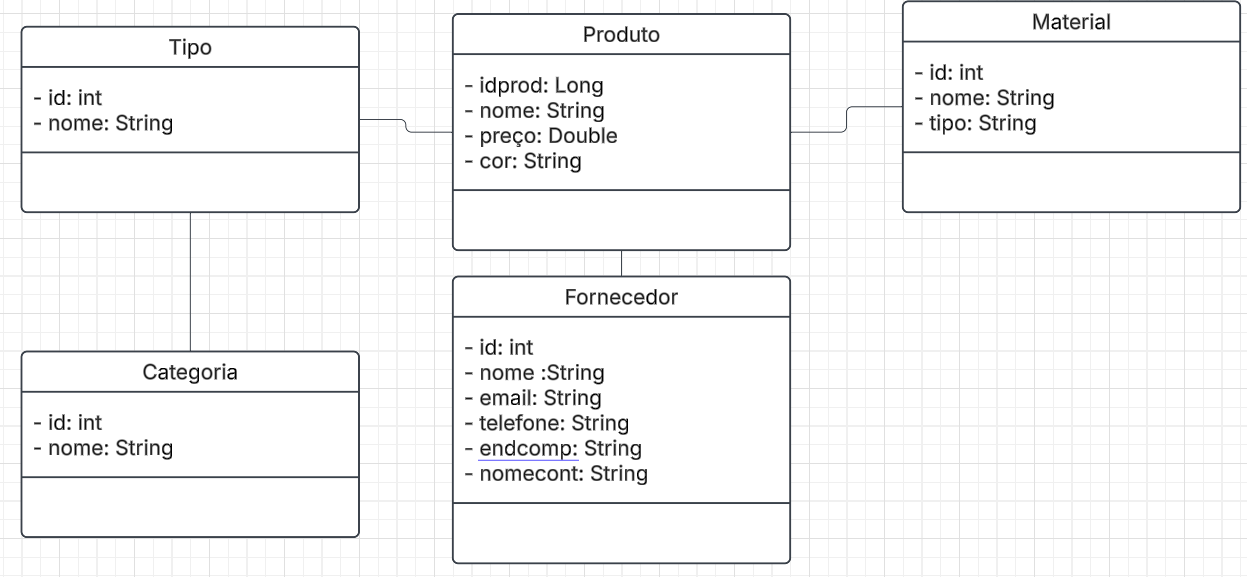 Tipo
- id: int
- nome: String
Produto
- idprod: Long
- nome: String
- preço: Double
- cor: String
Material
- id: int
- nome: String
- tipo: String
Categoria
- id: int
- nome: String
Fornecedor
- id: int
- nome :String
- email: String
- telefone: String
- endcomp: String
- nomecont: String